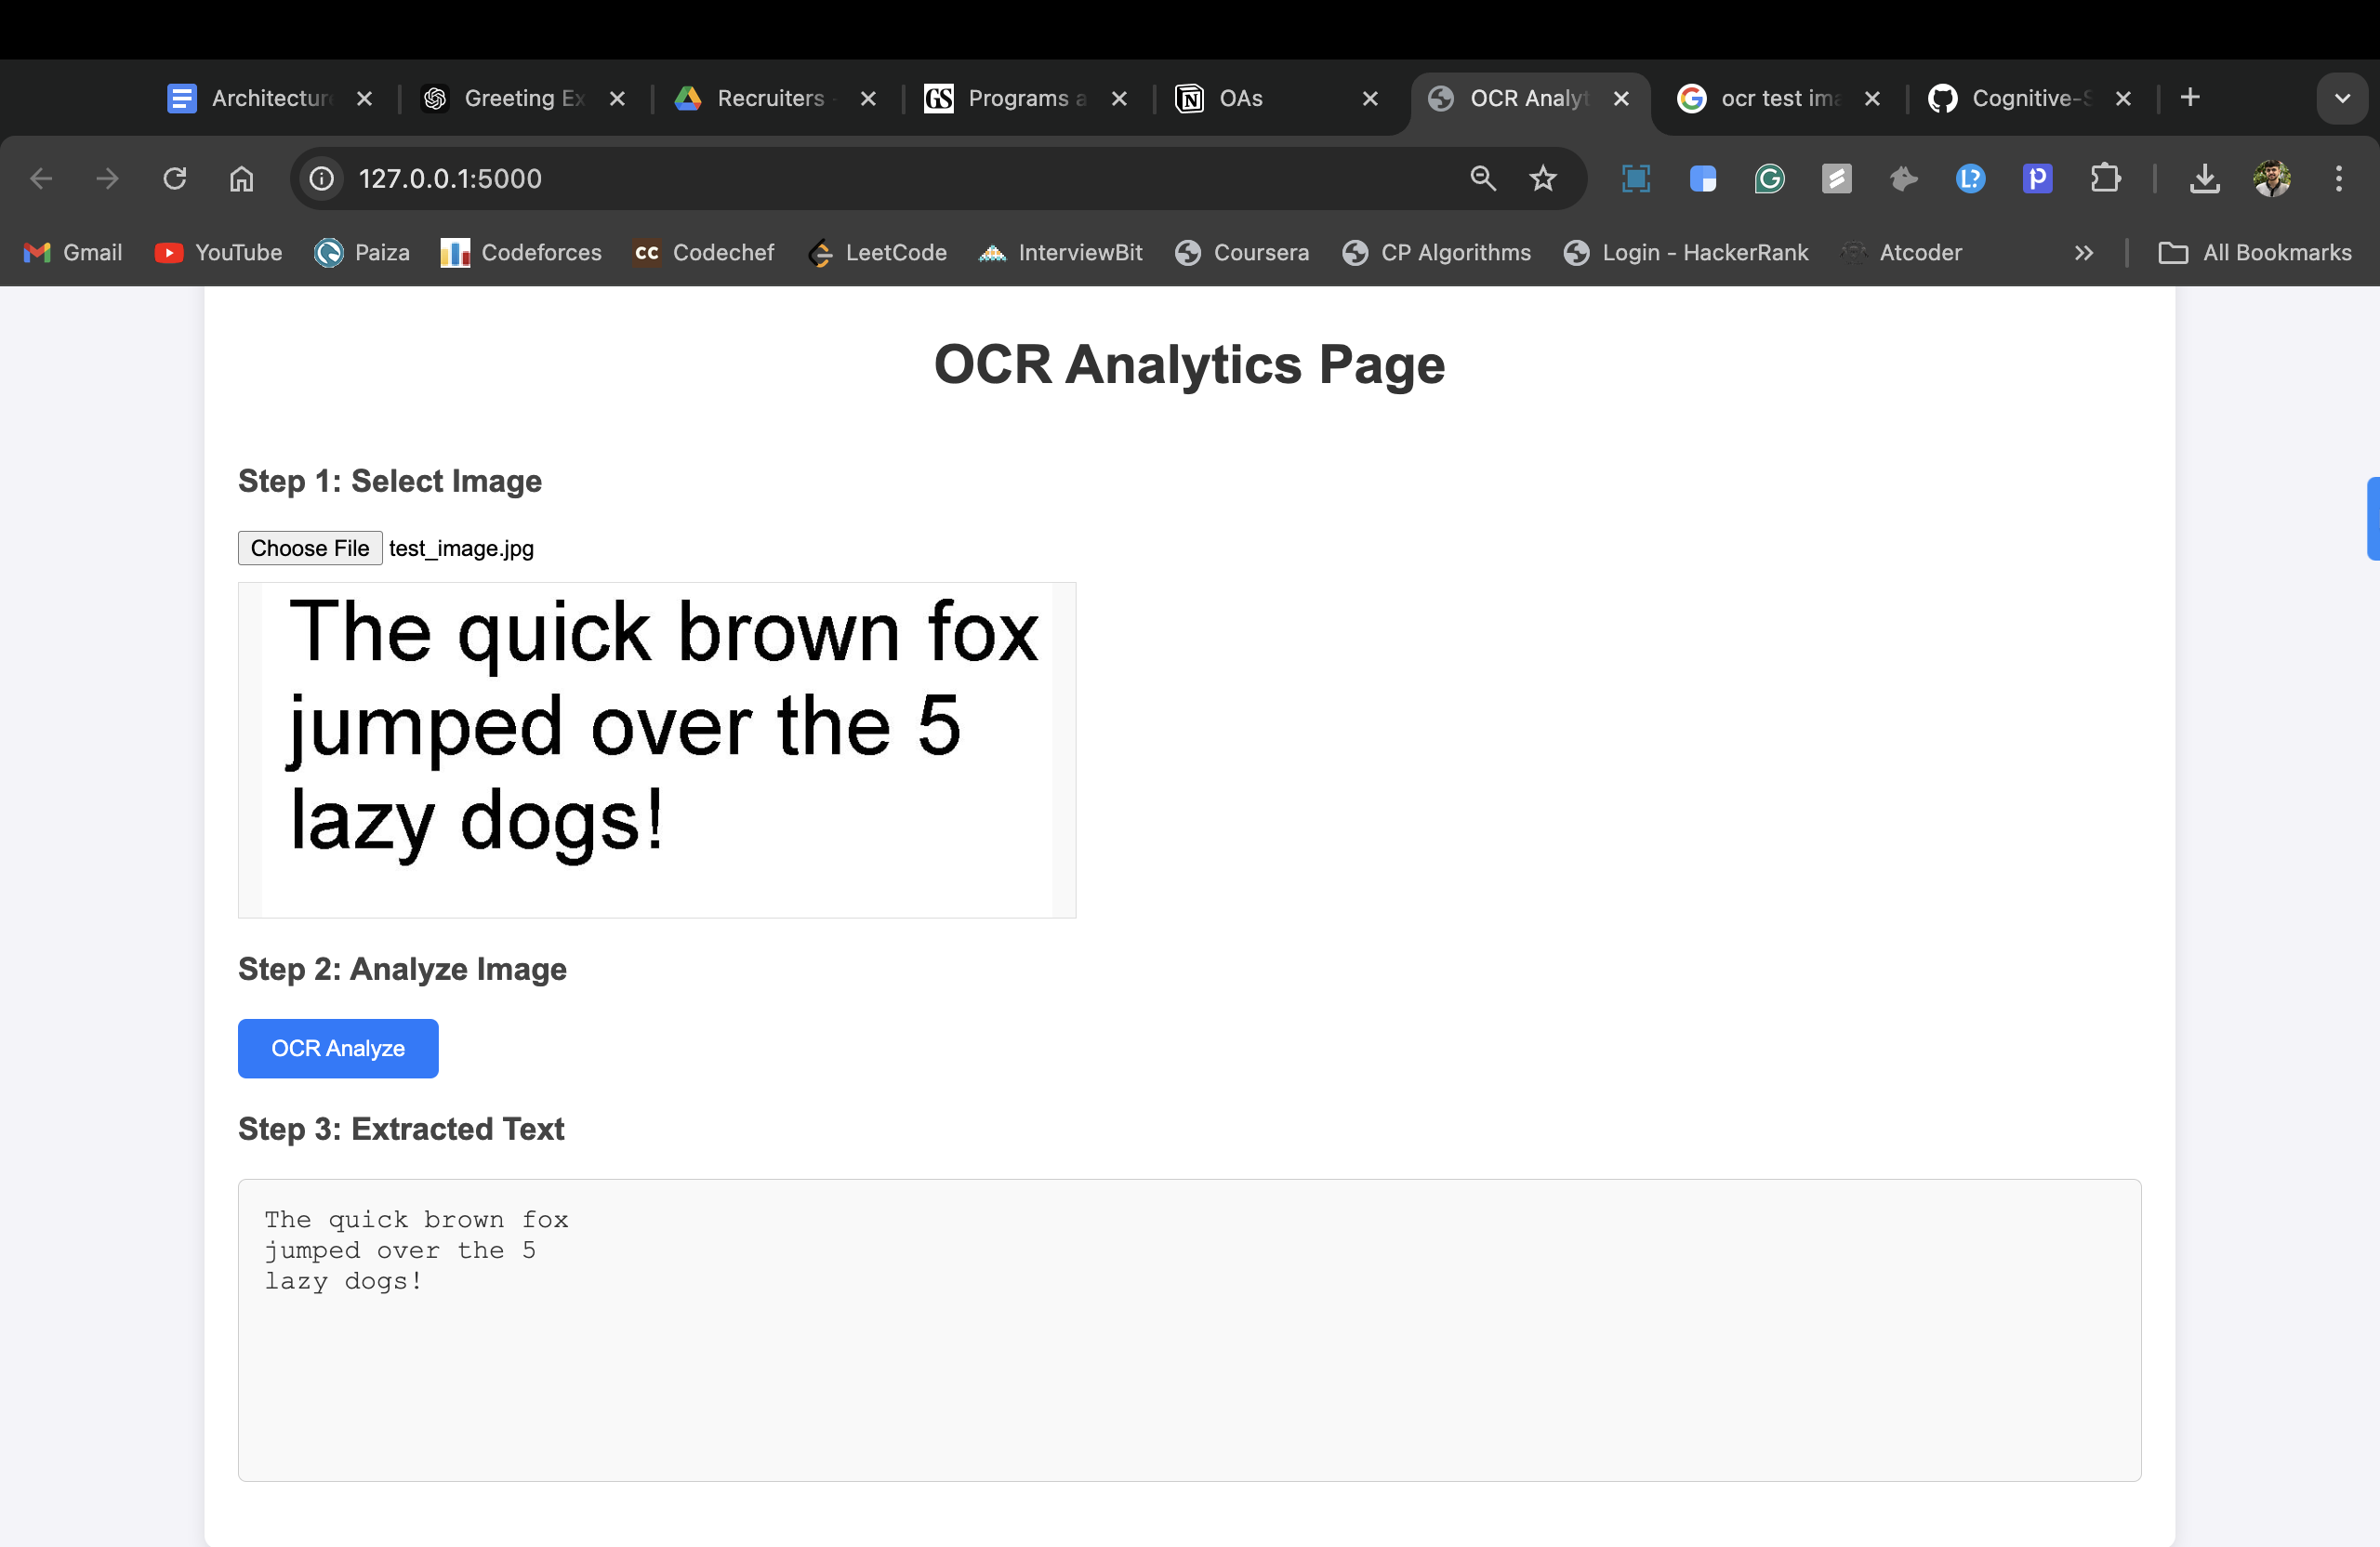 Architectur
Greeting Ex
Recruiters -
GS Programs a
OAs
OCR Analyt
ocr test ima
Cognitive-S
127.0.0.1:5000
Gmail
YouTube
Paiza
Codeforces
CC Codechef
LeetCode
InterviewBit
Coursera
CP Algorithms
Login - HackerRank
Atcoder
All Bookmarks
OCR Analytics Page
Step 1: Select Image
Choose File test_image.jpg
The quick brown fox
jumped over the 5
lazy dogs!
Step 2: Analyze Image
OCR Analyze
Step 3: Extracted Text
The quick brown fox
jumped over the 5
lazy dogs!